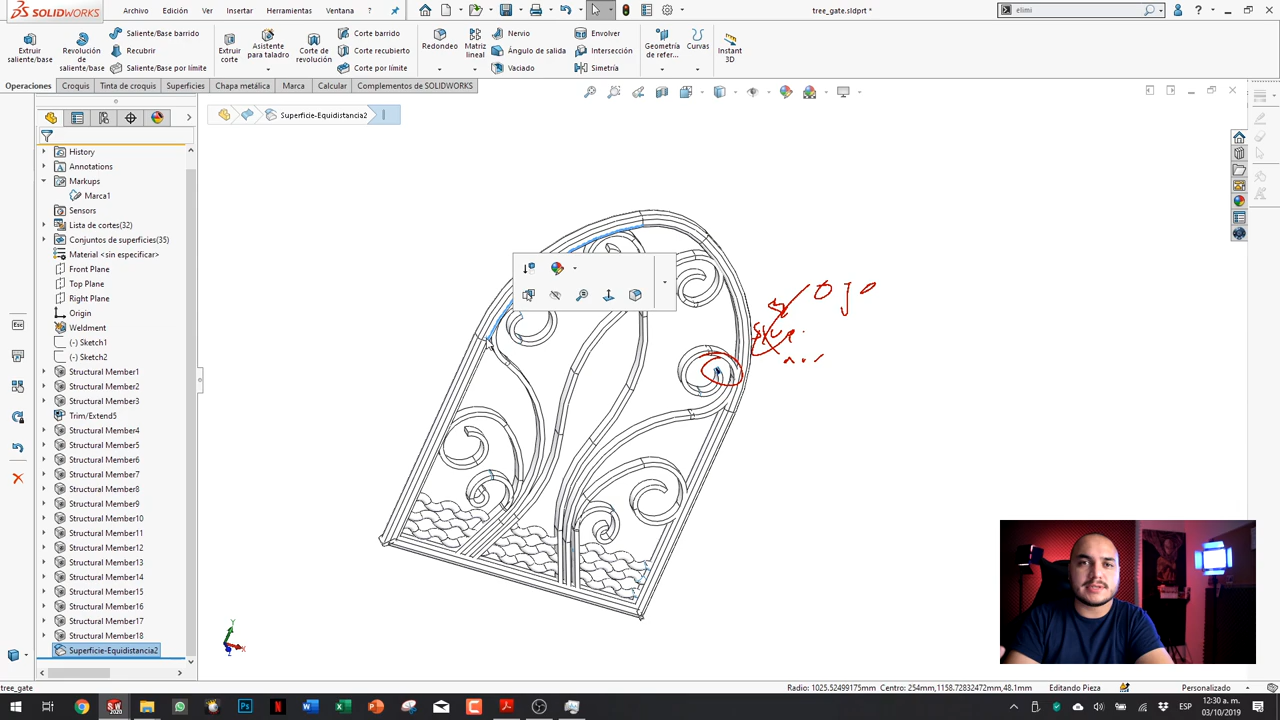 SOLIDWORKS
Archivo Edición Ver Insertar Herramientas Ventana
tree_gate.sldprt *
elimi
Extruir saliente/base
Revolución de saliente/base
Saliente/Base barrido
Recubrir
Saliente/Base por límite
Extruir corte
Asistente para taladro
Corte de revolución
Corte barrido
Corte recubierto
Corte por límite
Redondeo
Matriz lineal
Nervio
Ángulo de salida
Vaciado
Envolver
Intersección
Simetría
Geometría de refer...
Curvas
Instant 3D
Operaciones Croquis Tinta de croquis Superficies Chapa metálica Marca Calcular Complementos de SOLIDWORKS
Superficie-Equidistancia2
History
Annotations
Markups
Marca1
Sensors
Lista de cortes(32)
Conjuntos de superficies(35)
Material <sin especificar>
Front Plane
Top Plane
Right Plane
Origin
Weldment
(-) Sketch1
(-) Sketch2
Structural Member1
Structural Member2
Structural Member3
Trim/Extend5
Structural Member4
Structural Member5
Structural Member6
Structural Member7
Structural Member8
Structural Member9
Structural Member10
Structural Member11
Structural Member12
Structural Member13
Structural Member14
Structural Member15
Structural Member16
Structural Member17
Structural Member18
Superficie-Equidistancia2
Esc
Ojo
Y
X
Z
tree_gate
Radio: 1025.52499175mm Centro: 254mm,1158.72832472mm,48.1mm Editando Pieza Personalizado
ESP
12:30 a. m.
03/10/2019